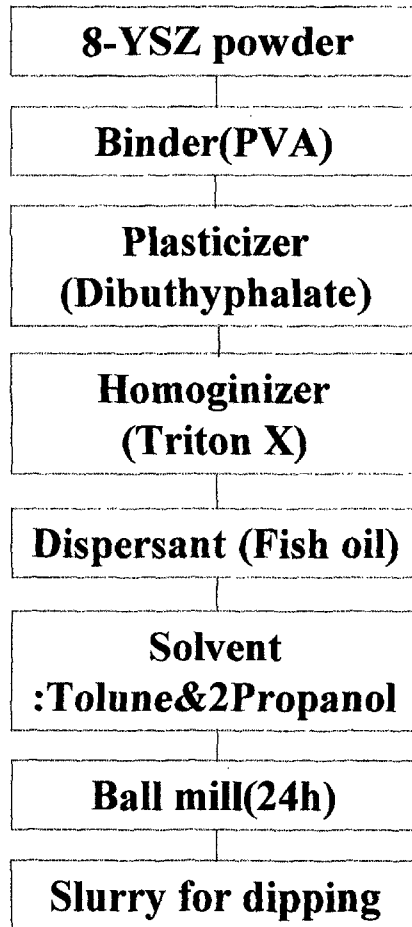 8-YSZ powder
Binder(PVA)
Plasticizer
(Dibuthyphalate)
Homoginizer
(Triton X)
Dispersant (Fish oil)
Solvent
:Tolune&2Propanol
Ball mill(24h)
Slurry for dipping